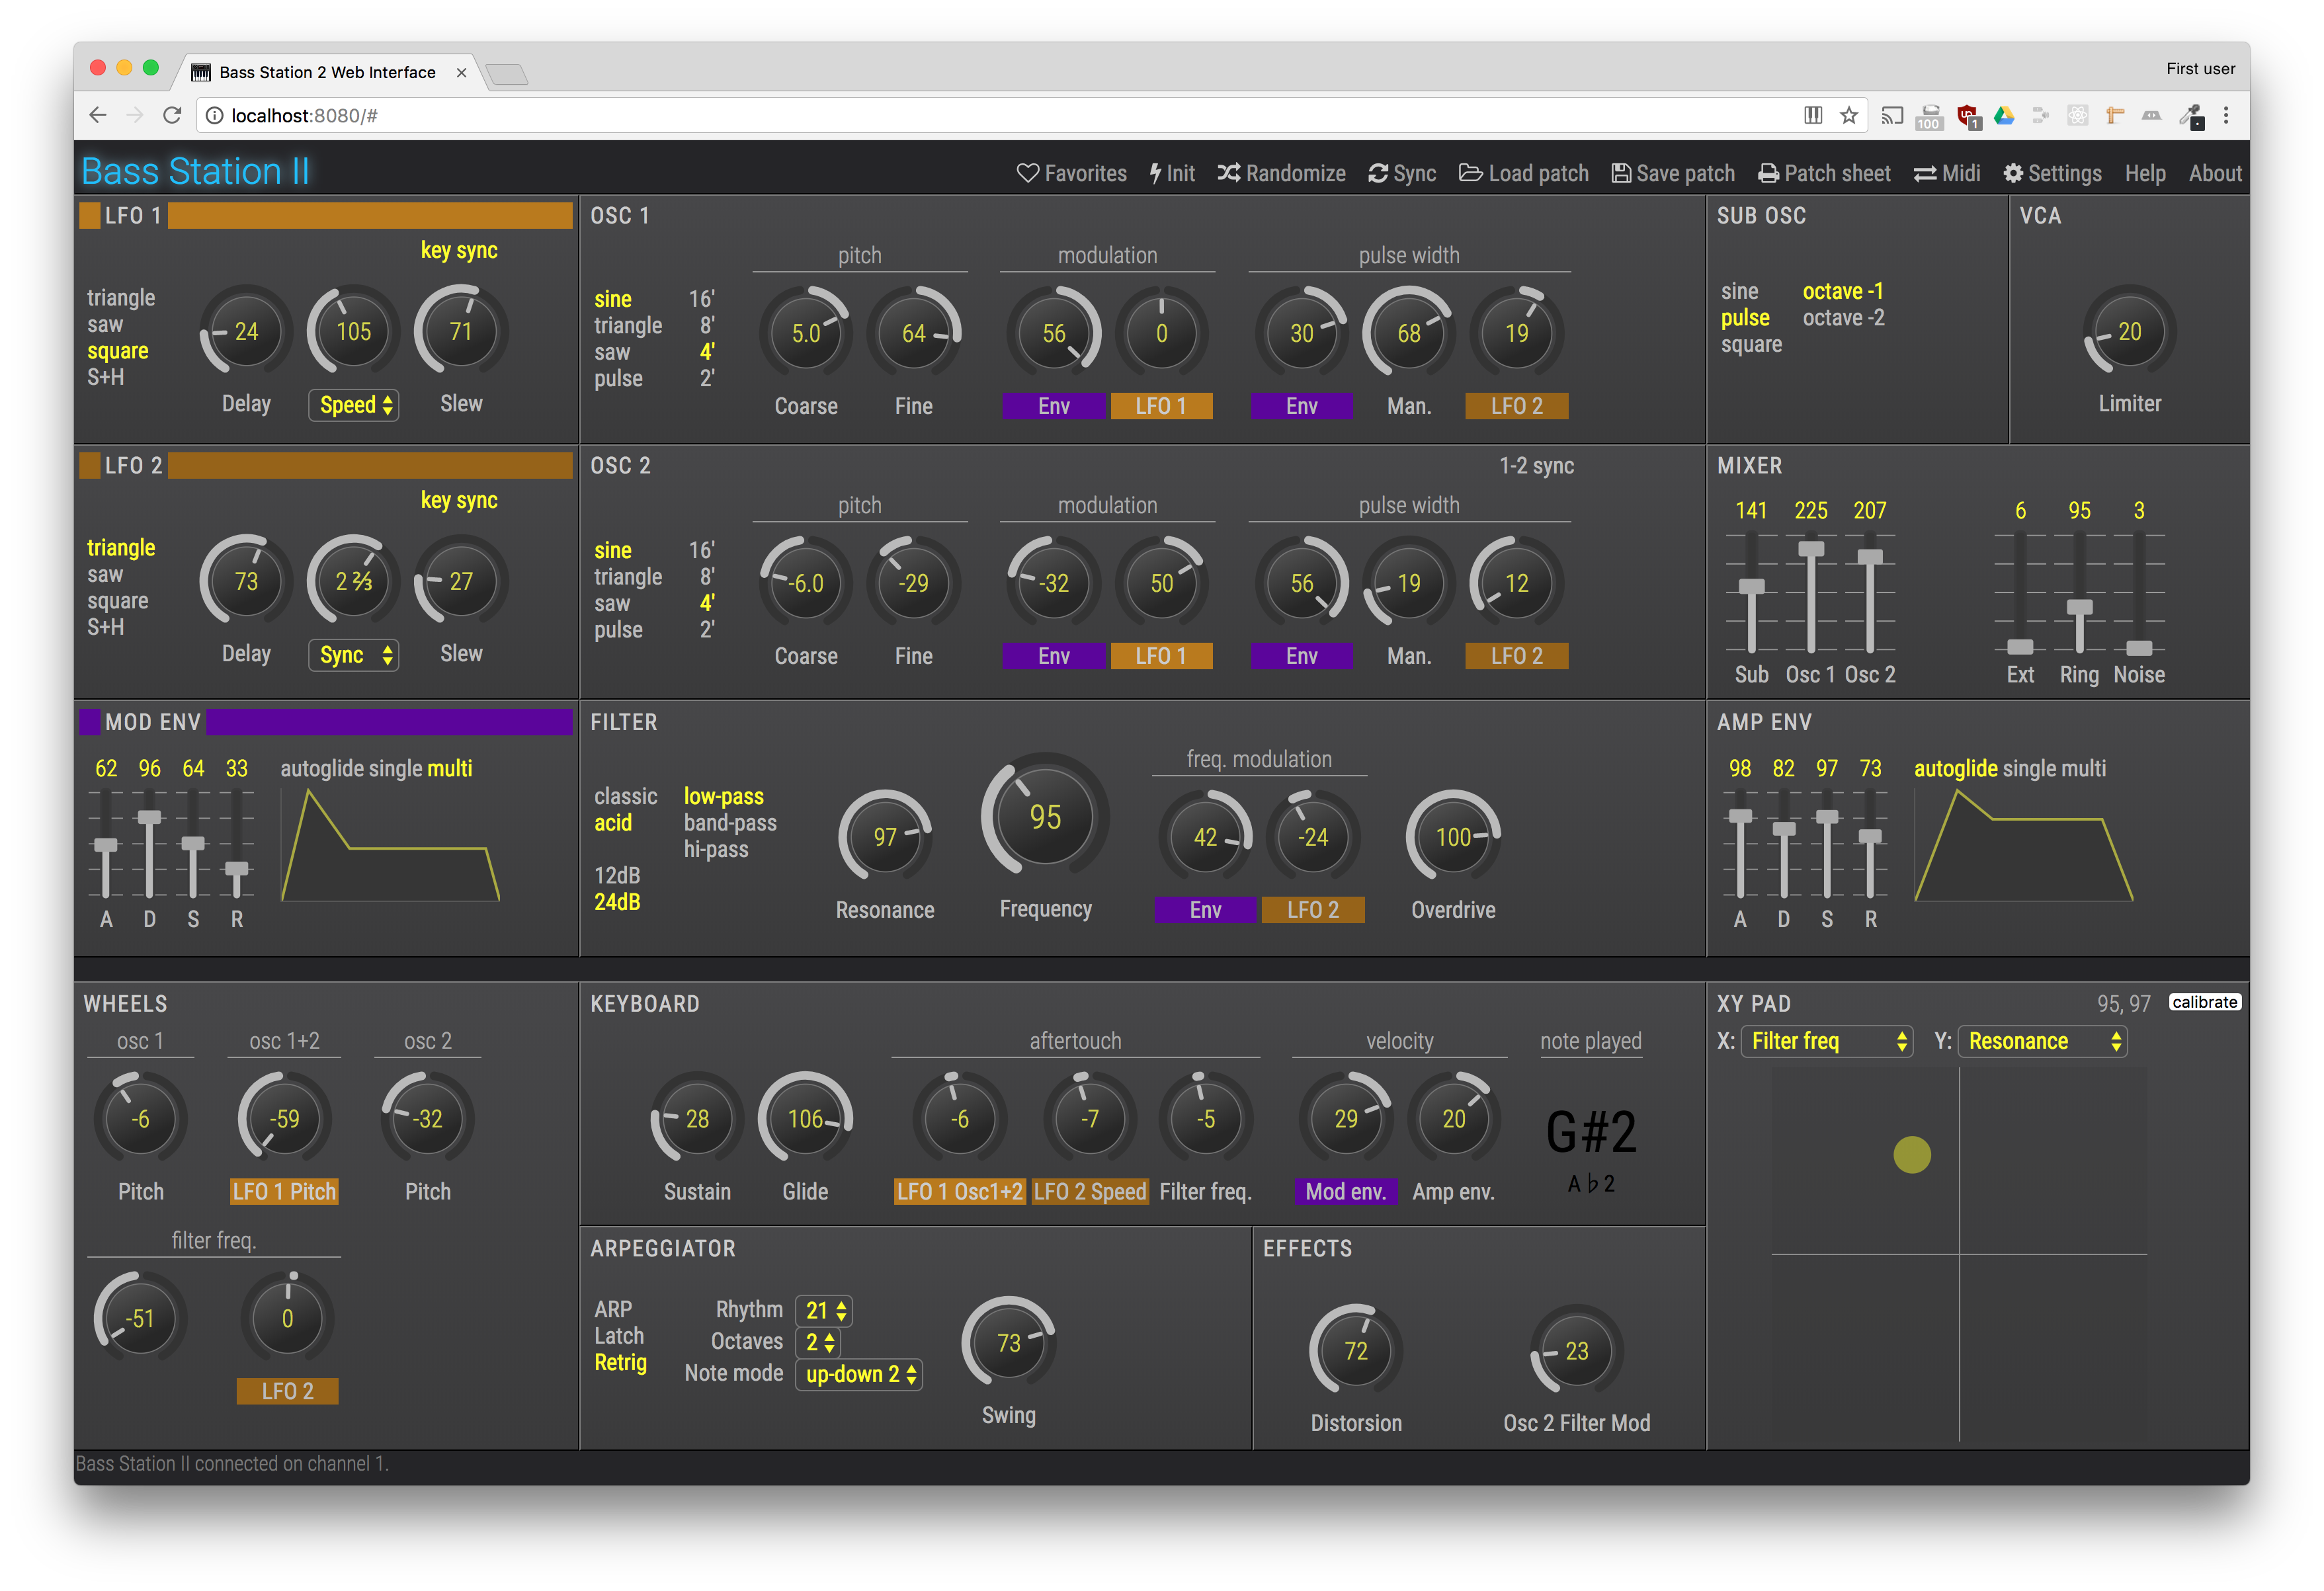 Bass Station 2 Web Interface
First user
localhost:8080/#
100
1
Bass Station II
Favorites Init Randomize Sync Load patch Save patch Patch sheet Midi Settings Help About
LFO 1
key sync
triangle
saw
square
S+H
24 105 71
Delay Speed Slew
OSC 1
pitch modulation pulse width
sine 16'
triangle 8'
saw 4'
pulse 2'
5.0 64 56 0 30 68 19
Coarse Fine Env LFO 1 Env Man. LFO 2
SUB OSC
sine octave -1
pulse octave -2
square
VCA
20
Limiter
LFO 2
key sync
triangle
saw
square
S+H
73 2 ⅔ 27
Delay Sync Slew
OSC 2 1-2 sync
pitch modulation pulse width
sine 16'
triangle 8'
saw 4'
pulse 2'
-6.0 -29 -32 50 56 19 12
Coarse Fine Env LFO 1 Env Man. LFO 2
MIXER
141 225 207 6 95 3
Sub Osc 1 Osc 2 Ext Ring Noise
MOD ENV
62 96 64 33 autoglide single multi
A D S R
FILTER
freq. modulation
classic low-pass
acid band-pass
hi-pass
12dB
24dB
97 95 42 -24 100
Resonance Frequency Env LFO 2 Overdrive
AMP ENV
98 82 97 73 autoglide single multi
A D S R
WHEELS
osc 1 osc 1+2 osc 2
-6 -59 -32
Pitch LFO 1 Pitch Pitch
filter freq.
-51 0
LFO 2
KEYBOARD
aftertouch velocity note played
28 106 -6 -7 -5 29 20 G#2
A♭2
Sustain Glide LFO 1 Osc1+2 LFO 2 Speed Filter freq. Mod env. Amp env.
ARPEGGIATOR
ARP Rhythm 21
Latch Octaves 2
Retrig Note mode up-down 2
73
Swing
EFFECTS
72 23
Distorsion Osc 2 Filter Mod
XY PAD 95, 97 calibrate
X: Filter freq Y: Resonance
Bass Station II connected on channel 1.